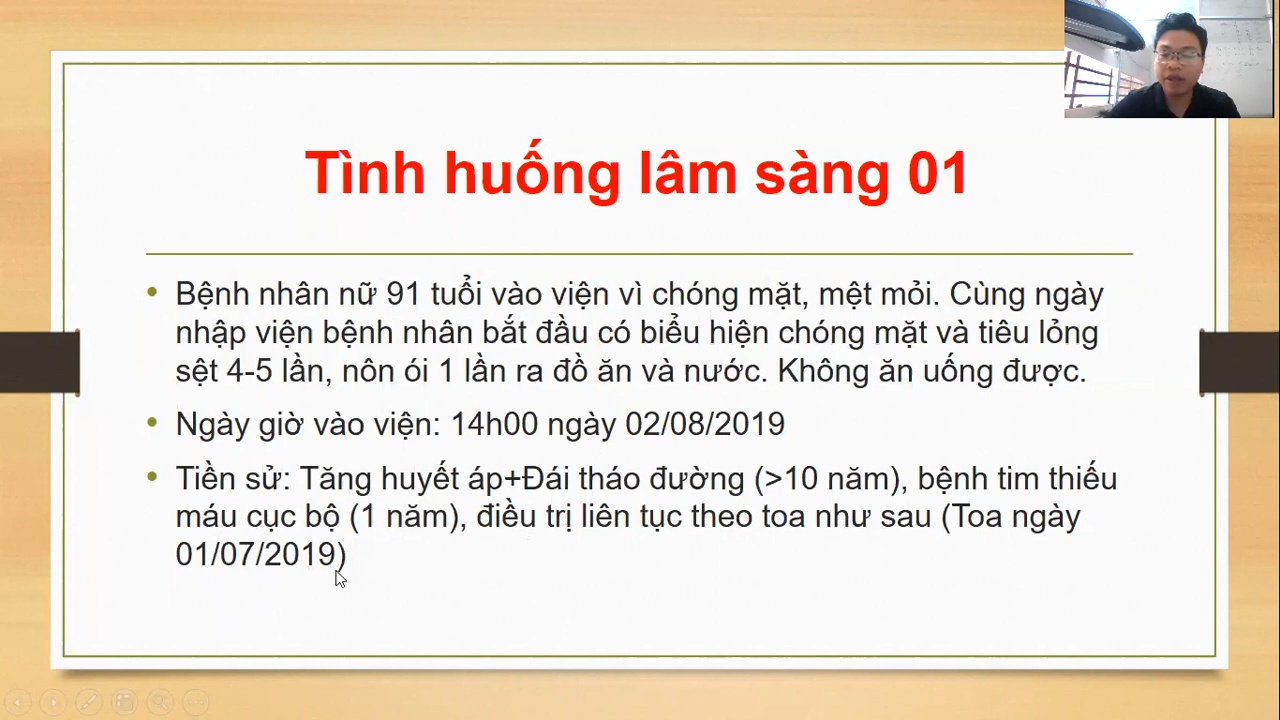 Tình huống lâm sàng 01
Bệnh nhân nữ 91 tuổi vào viện vì chóng mặt, mệt mỏi. Cùng ngày
nhập viện bệnh nhân bắt đầu có biểu hiện chóng mặt và tiêu lỏng
sệt 4-5 lần, nôn ói 1 lần ra đồ ăn và nước. Không ăn uống được.
Ngày giờ vào viện: 14h00 ngày 02/08/2019
Tiền sử: Tăng huyết áp+Đái tháo đường (>10 năm), bệnh tim thiếu
máu cục bộ (1 năm), điều trị liên tục theo toa như sau (Toa ngày
01/07/2019)